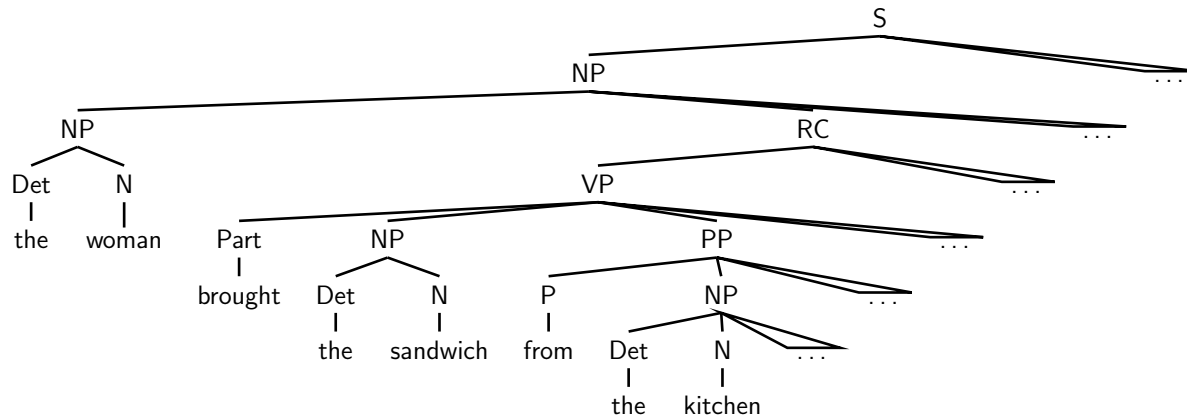 S
NP . . .
NP RC . . .
Det N VP . . .
the woman Part NP PP . . .
brought Det N P NP . . .
the sandwich from Det N . . .
the kitchen